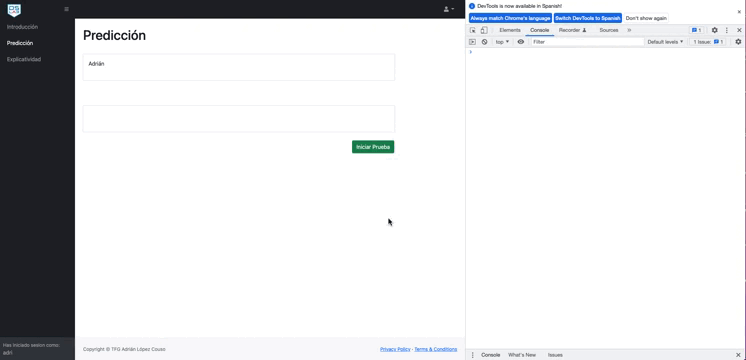 DS
LAB
DevTools is now available in Spanish!
Always match Chrome's language
Switch DevTools to Spanish
Don't show again
Elements
Console
Recorder
Sources
1
top
Filter
Default levels
1 Issue:
1
Introducción
Predicción
Explicatividad
Predicción
Adrián
Iniciar Prueba
Has iniciado sesion como:
adri
Copyright © TFG Adrián López Couso
Privacy Policy · Terms & Conditions
Console
What's New
Issues